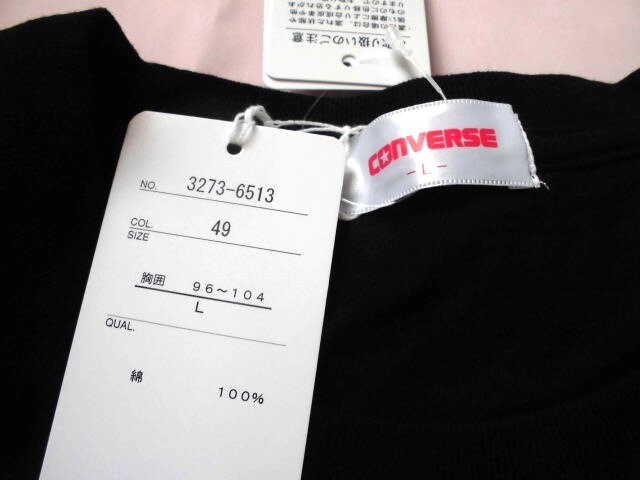 取り扱いのご注意
CONVERSE
- L -
NO. 3273-6513
COL. 49
SIZE
胸囲 96～104
L
QUAL.
綿 100%